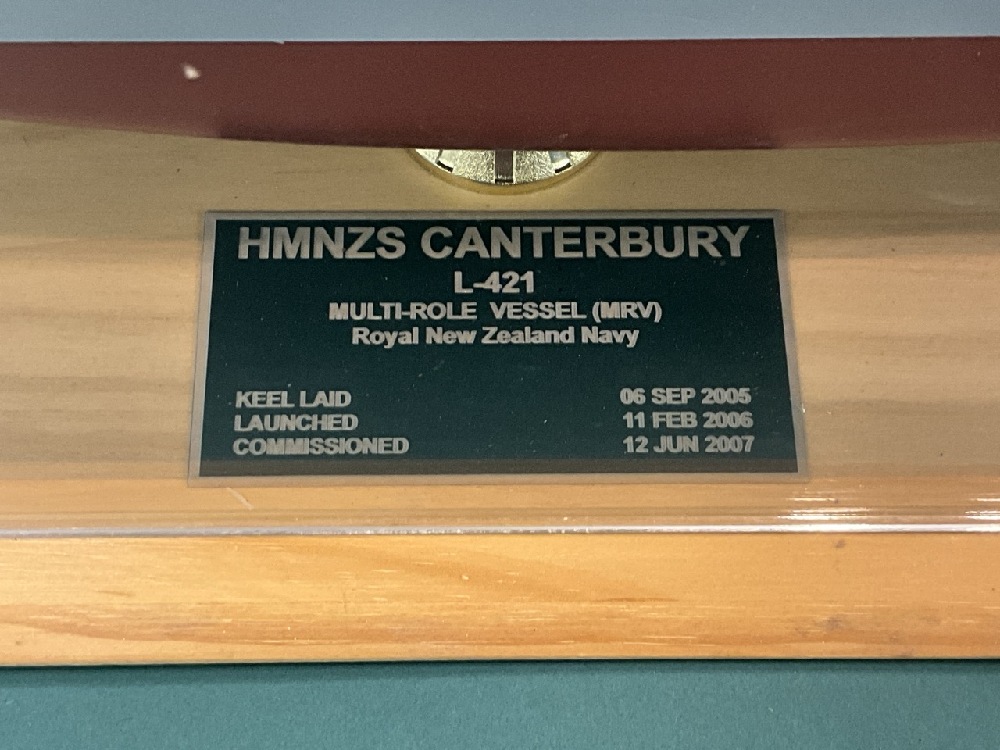 HMNZS CANTERBURY
L-421
MULTI-ROLE VESSEL (MRV)
Royal New Zealand Navy
KEEL LAID 06 SEP 2005
LAUNCHED 11 FEB 2006
COMMISSIONED 12 JUN 2007